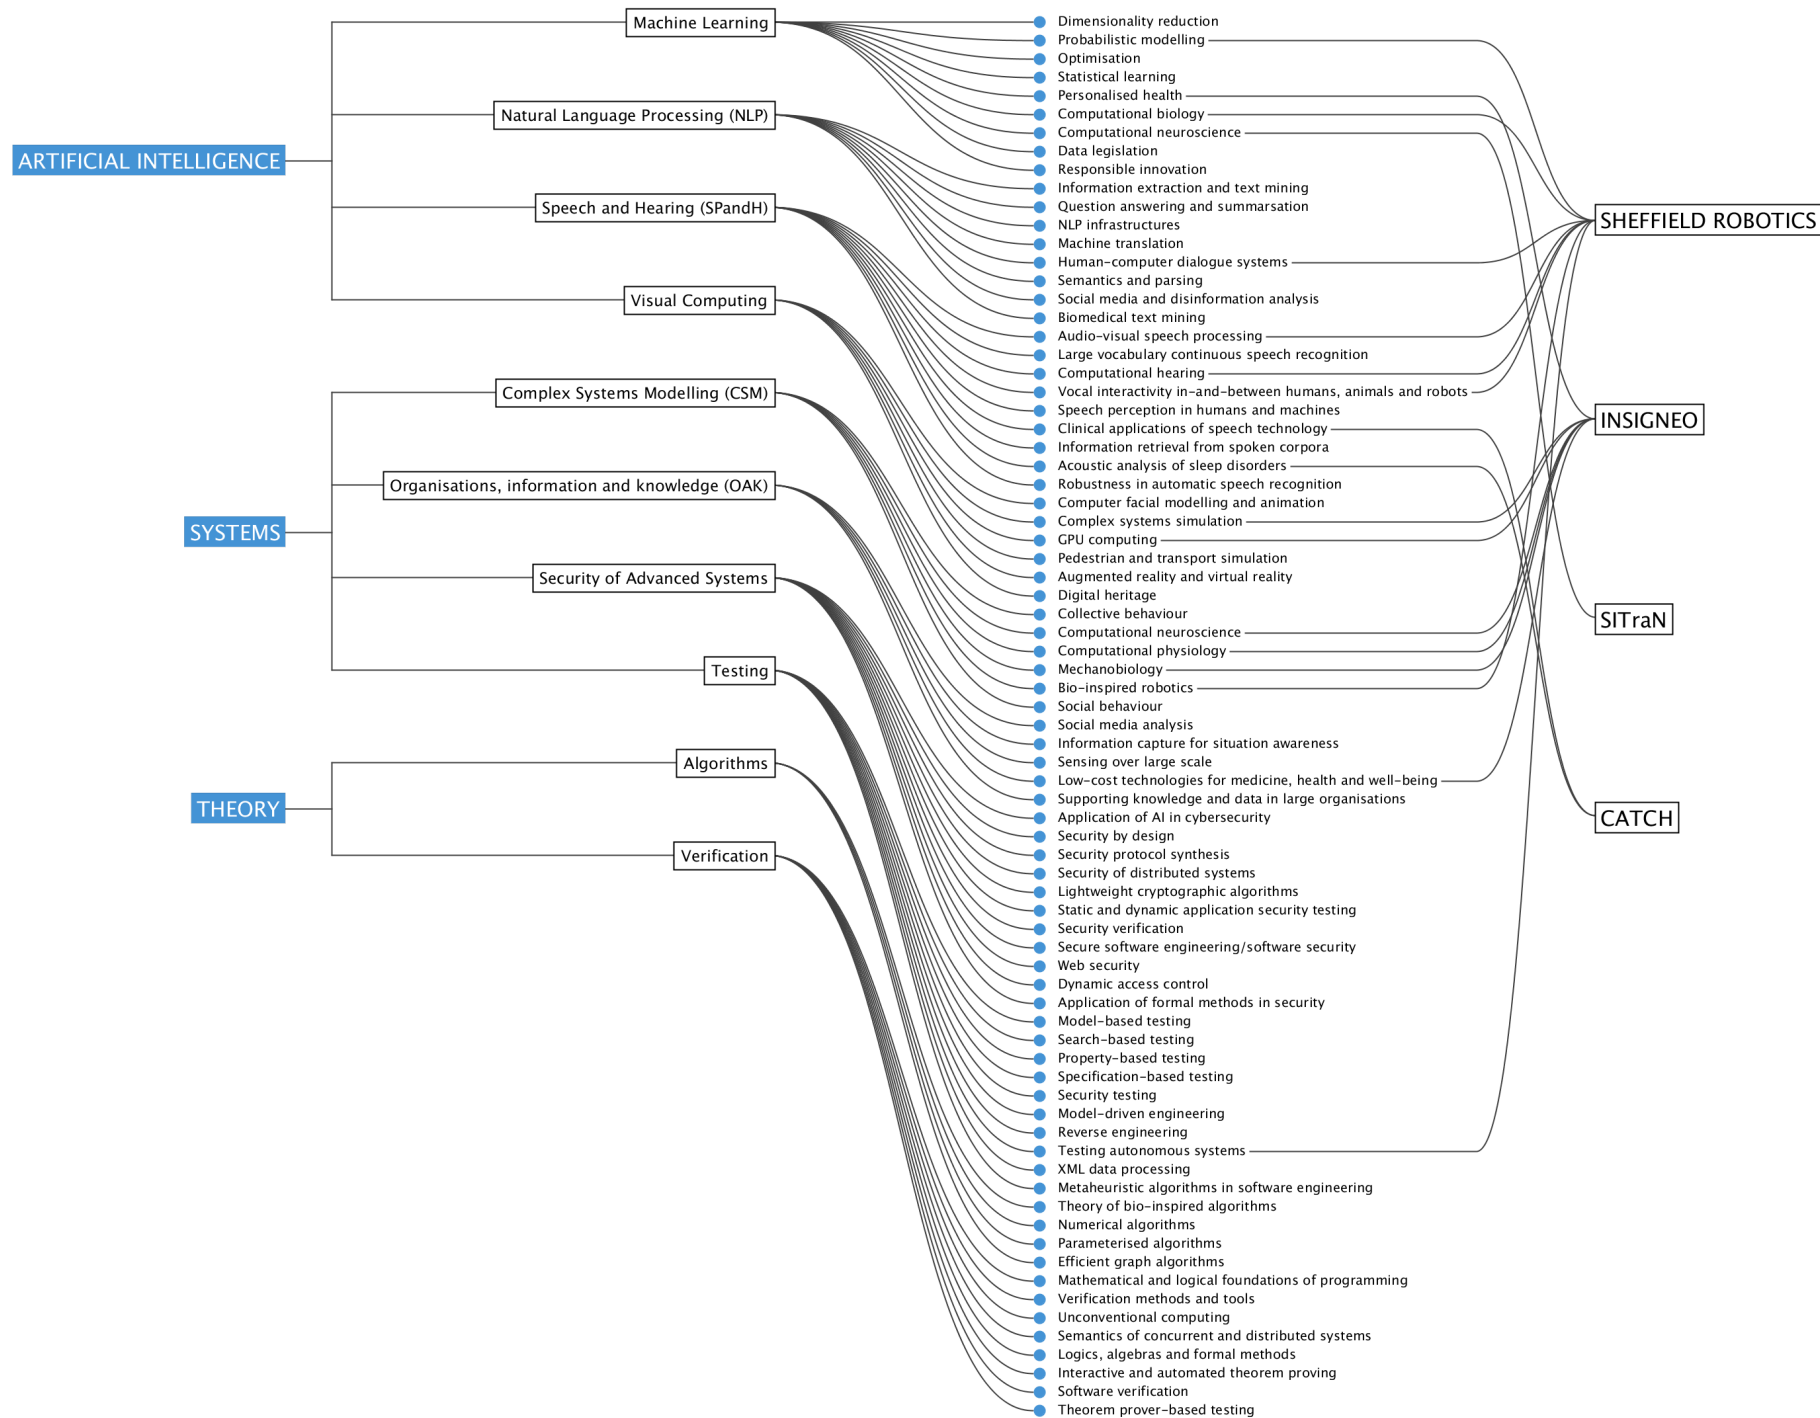 ARTIFICIAL INTELLIGENCE
SYSTEMS
THEORY
Machine Learning
Natural Language Processing (NLP)
Speech and Hearing (SPandH)
Visual Computing
Complex Systems Modelling (CSM)
Organisations, information and knowledge (OAK)
Security of Advanced Systems
Testing
Algorithms
Verification
Dimensionality reduction
Probabilistic modelling
Optimisation
Statistical learning
Personalised health
Computational biology
Computational neuroscience
Data legislation
Responsible innovation
Information extraction and text mining
Question answering and summarsation
NLP infrastructures
Machine translation
Human-computer dialogue systems
Semantics and parsing
Social media and disinformation analysis
Biomedical text mining
Audio-visual speech processing
Large vocabulary continuous speech recognition
Computational hearing
Vocal interactivity in-and-between humans, animals and robots
Speech perception in humans and machines
Clinical applications of speech technology
Information retrieval from spoken corpora
Acoustic analysis of sleep disorders
Robustness in automatic speech recognition
Computer facial modelling and animation
Complex systems simulation
GPU computing
Pedestrian and transport simulation
Augmented reality and virtual reality
Digital heritage
Collective behaviour
Computational neuroscience
Computational physiology
Mechanobiology
Bio-inspired robotics
Social behaviour
Social media analysis
Information capture for situation awareness
Sensing over large scale
Low-cost technologies for medicine, health and well-being
Supporting knowledge and data in large organisations
Application of AI in cybersecurity
Security by design
Security protocol synthesis
Security of distributed systems
Lightweight cryptographic algorithms
Static and dynamic application security testing
Security verification
Secure software engineering/software security
Web security
Dynamic access control
Application of formal methods in security
Model-based testing
Search-based testing
Property-based testing
Specification-based testing
Security testing
Model-driven engineering
Reverse engineering
Testing autonomous systems
XML data processing
Metaheuristic algorithms in software engineering
Theory of bio-inspired algorithms
Numerical algorithms
Parameterised algorithms
Efficient graph algorithms
Mathematical and logical foundations of programming
Verification methods and tools
Unconventional computing
Semantics of concurrent and distributed systems
Logics, algebras and formal methods
Interactive and automated theorem proving
Software verification
Theorem prover-based testing
SHEFFIELD ROBOTICS
INSIGNEO
SITraN
CATCH